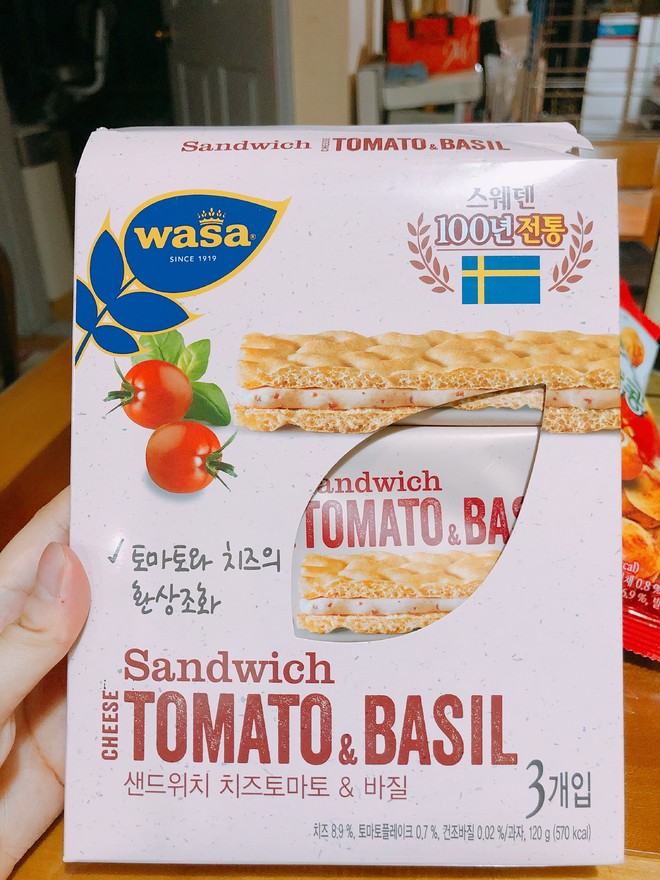 Sandwich CHEESE TOMATO & BASIL
wasa®
SINCE 1919
스웨덴
100년 전통
andwich
TOMATO & BAS
✓ 토마토와 치즈의
환상조화
Sandwich
CHEESE TOMATO & BASIL
샌드위치 치즈토마토 & 바질
3개입
치즈 8.9 %, 토마토플레이크 0.7 %, 건조바질 0.02 %/과자, 120 g (570 kcal)